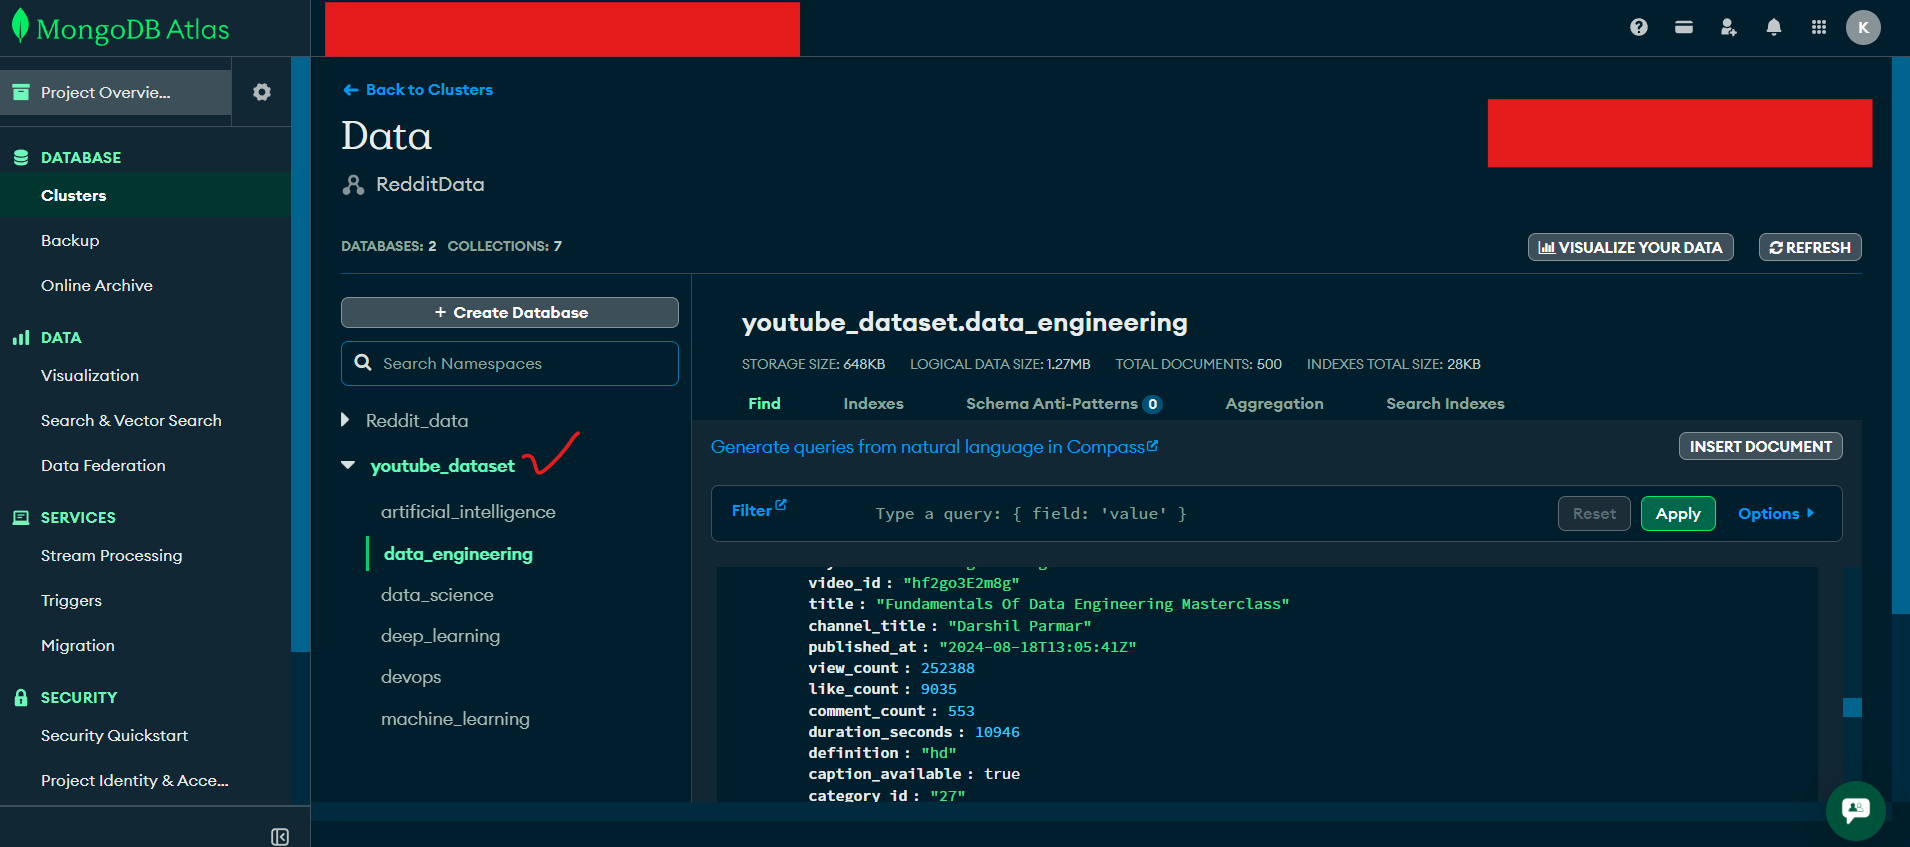 MongoDB Atlas
K
Project Overvie...
Back to Clusters
Data
RedditData
DATABASE
Clusters
Backup
Online Archive
DATA
Visualization
Search & Vector Search
Data Federation
SERVICES
Stream Processing
Triggers
Migration
SECURITY
Security Quickstart
Project Identity & Acce...
DATABASES: 2 COLLECTIONS: 7
VISUALIZE YOUR DATA
REFRESH
+ Create Database
Search Namespaces
Reddit_data
youtube_dataset
artificial_intelligence
data_engineering
data_science
deep_learning
devops
machine_learning
youtube_dataset.data_engineering
STORAGE SIZE: 648KB LOGICAL DATA SIZE: 1.27MB TOTAL DOCUMENTS: 500 INDEXES TOTAL SIZE: 28KB
Find Indexes Schema Anti-Patterns 0 Aggregation Search Indexes
Generate queries from natural language in Compass
INSERT DOCUMENT
Filter Type a query: { field: 'value' } Reset Apply Options
video_id : "hf2go3E2m8g"
title : "Fundamentals Of Data Engineering Masterclass"
channel_title : "Darshil Parmar"
published_at : "2024-08-18T13:05:41Z"
view_count : 252388
like_count : 9035
comment_count : 553
duration_seconds : 10946
definition : "hd"
caption_available : true
category_id : "27"